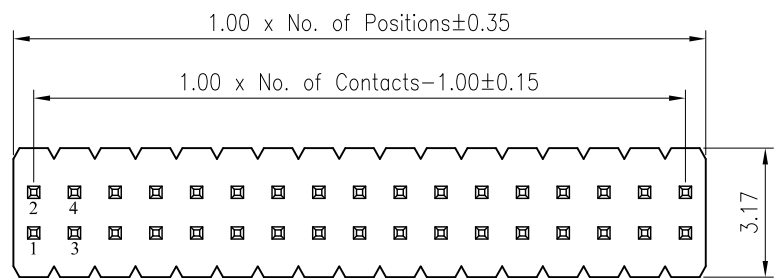 1.00 x No. of Positions±0.35
1.00 x No. of Contacts-1.00±0.15
3.17
2 4
1 3